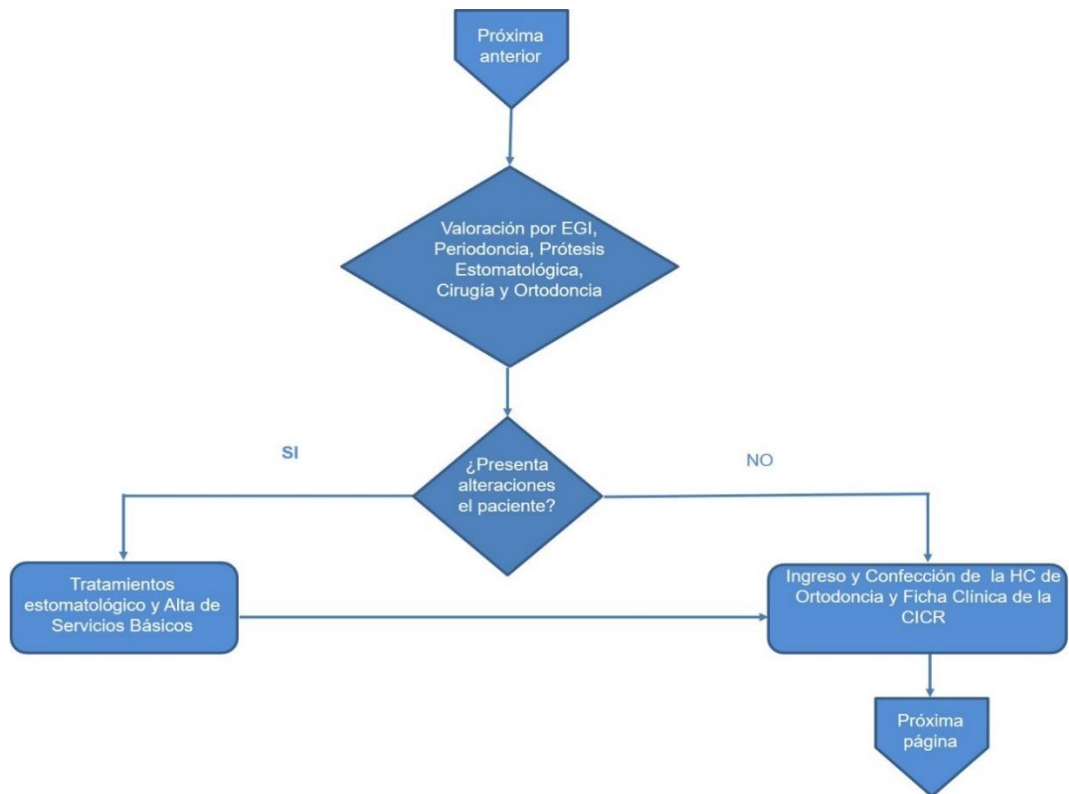 Próxima
anterior
Valoración por EGI,
Periodoncia, Prótesis
Estomatológica,
Cirugía y Ortodoncia
SI
¿Presenta
alteraciones
el paciente?
NO
Tratamientos
estomatológico y Alta de
Servicios Básicos
Ingreso y Confección de la HC de
Ortodoncia y Ficha Clínica de la
CICR
Próxima
página